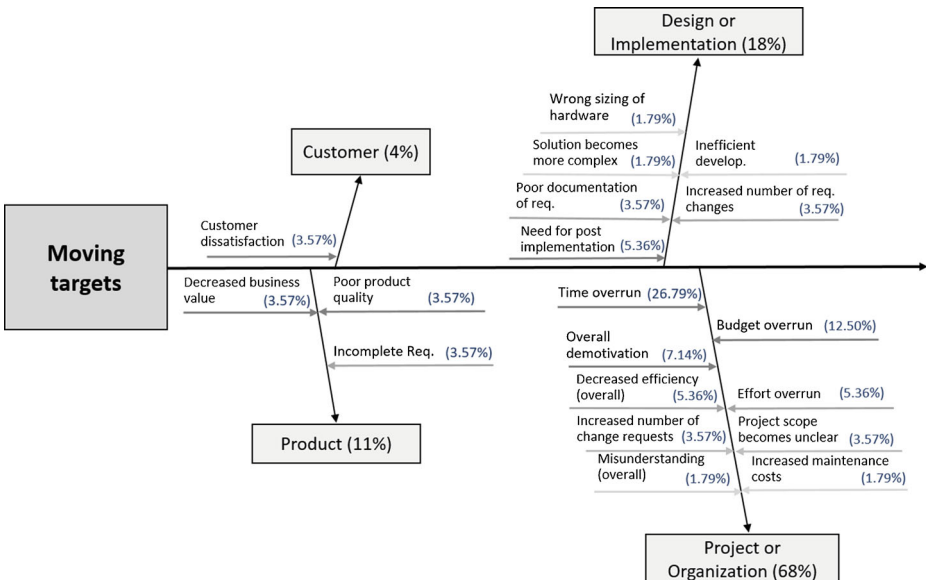 Design or
Implementation (18%)
Wrong sizing of
hardware (1.79%)
Customer (4%)
Solution becomes
more complex (1.79%)
Inefficient
develop. (1.79%)
Poor documentation
of req. (3.57%)
Increased number of req.
changes (3.57%)
Customer
dissatisfaction (3.57%)
Need for post
implementation (5.36%)
Moving
targets
Decreased business
value (3.57%)
Poor product
quality (3.57%)
Time overrun (26.79%)
Budget overrun (12.50%)
Incomplete Req. (3.57%)
Overall
demotivation (7.14%)
Decreased efficiency
(overall) (5.36%)
Effort overrun (5.36%)
Product (11%)
Increased number of
change requests (3.57%)
Project scope
becomes unclear (3.57%)
Misunderstanding
(overall) (1.79%)
Increased maintenance
costs (1.79%)
Project or
Organization (68%)